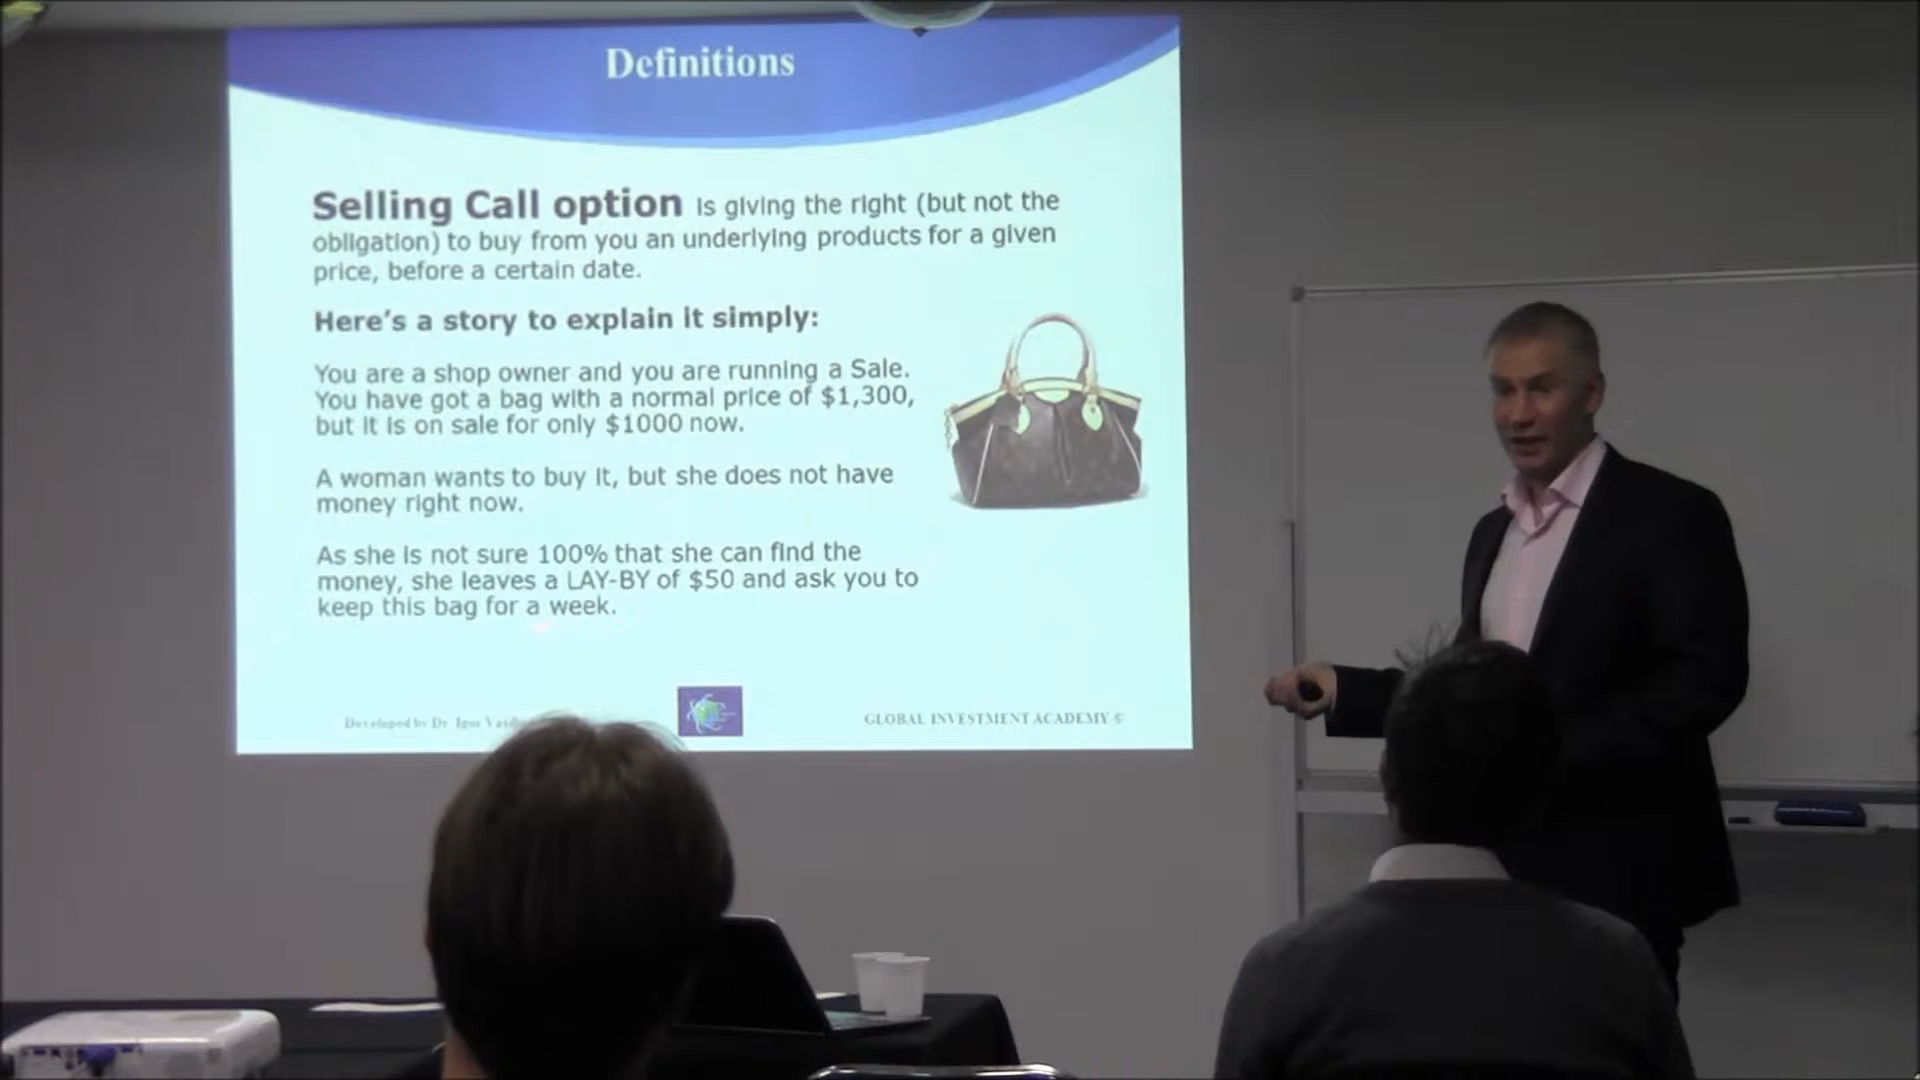 Definitions
Selling Call option is giving the right (but not the
obligation) to buy from you an underlying products for a given
price, before a certain date.
Here's a story to explain it simply:
You are a shop owner and you are running a Sale.
You have got a bag with a normal price of $1,300,
but it is on sale for only $1000 now.
A woman wants to buy it, but she does not have
money right now.
As she is not sure 100% that she can find the
money, she leaves a LAY-BY of $50 and ask you to
keep this bag for a week.
Developed by Dr. Igor
GLOBAL INVESTMENT ACADEMY ©